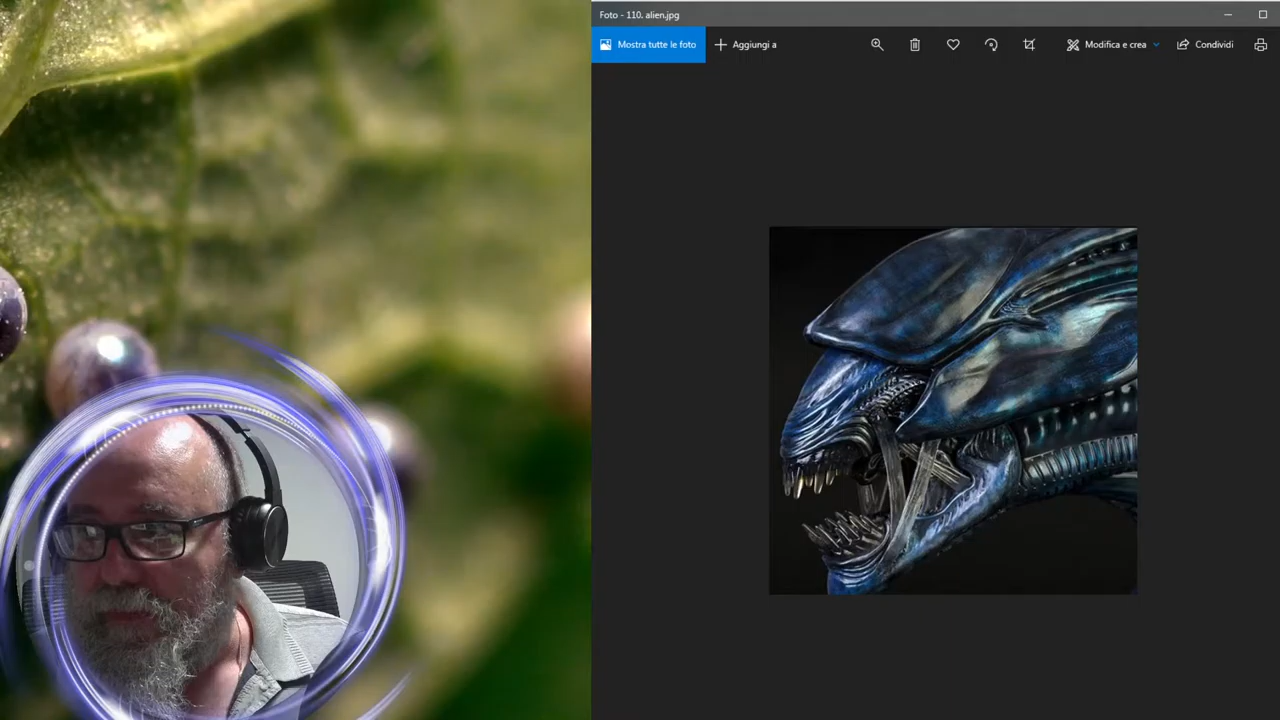 Foto - 110. alien.jpg
Mostra tutte le foto
Aggiungi a
Modifica e crea
Condividi